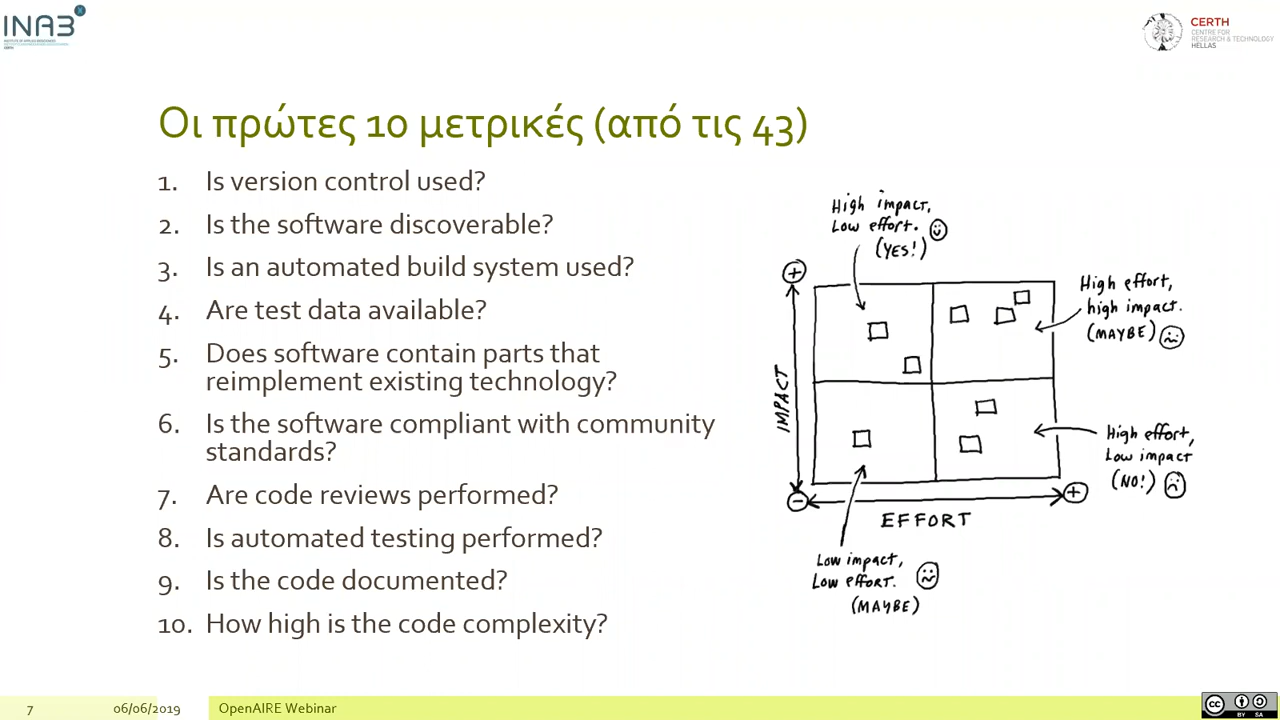 INAB
CERTH
CENTRE FOR
RESEARCH & TECHNOLOGY
HELLAS
Οι πρώτες 10 μετρικές (από τις 43)
1. Is version control used?
2. Is the software discoverable?
3. Is an automated build system used?
4. Are test data available?
5. Does software contain parts that
reimplement existing technology?
6. Is the software compliant with community
standards?
7. Are code reviews performed?
8. Is automated testing performed?
9. Is the code documented?
10. How high is the code complexity?
High impact,
Low effort.
(YES!)
High effort,
high impact.
(MAYBE)
IMPACT
High effort,
Low impact
(NO!)
EFFORT
Low impact,
Low effort.
(MAYBE)
7
06/06/2019
OpenAIRE Webinar
CC
BY SA